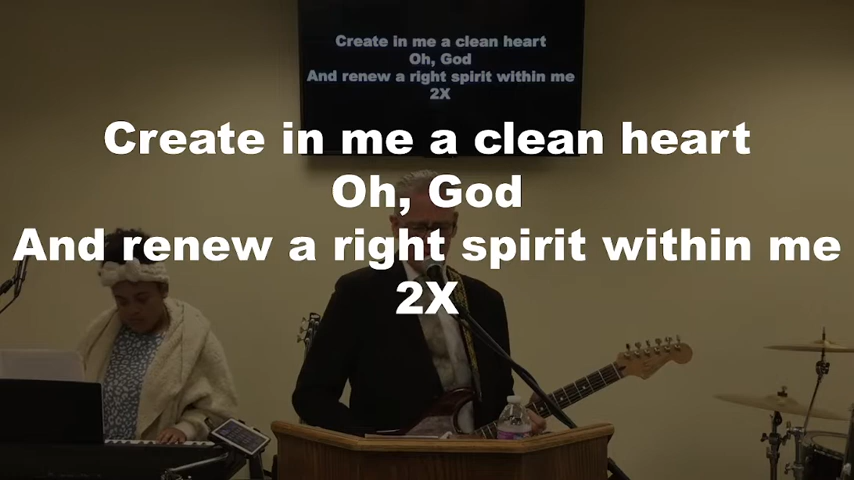 Create in me a clean heart
Oh, God
And renew a right spirit within me
2X
Create in me a clean heart
Oh, God
And renew a right spirit within me
2X